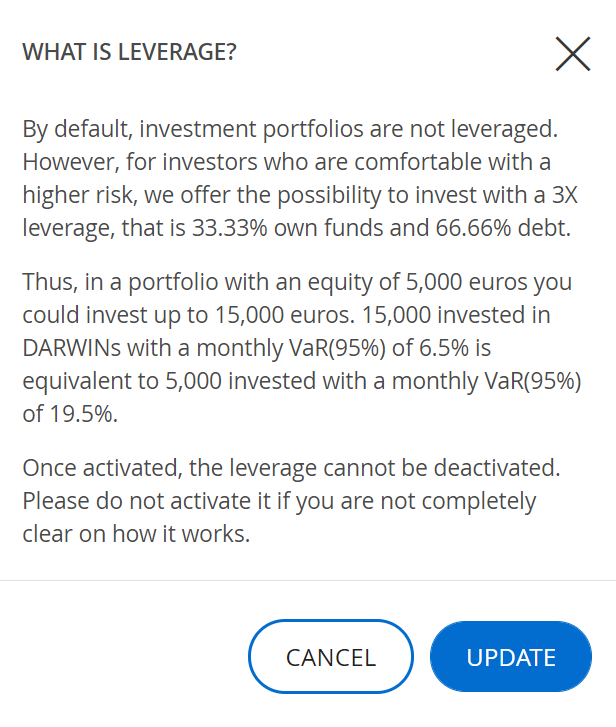 WHAT IS LEVERAGE?
By default, investment portfolios are not leveraged.
However, for investors who are comfortable with a
higher risk, we offer the possibility to invest with a 3X
leverage, that is 33.33% own funds and 66.66% debt.
Thus, in a portfolio with an equity of 5,000 euros you
could invest up to 15,000 euros. 15,000 invested in
DARWINs with a monthly VaR(95%) of 6.5% is
equivalent to 5,000 invested with a monthly VaR(95%)
of 19.5%.
Once activated, the leverage cannot be deactivated.
Please do not activate it if you are not completely
clear on how it works.
CANCEL
UPDATE